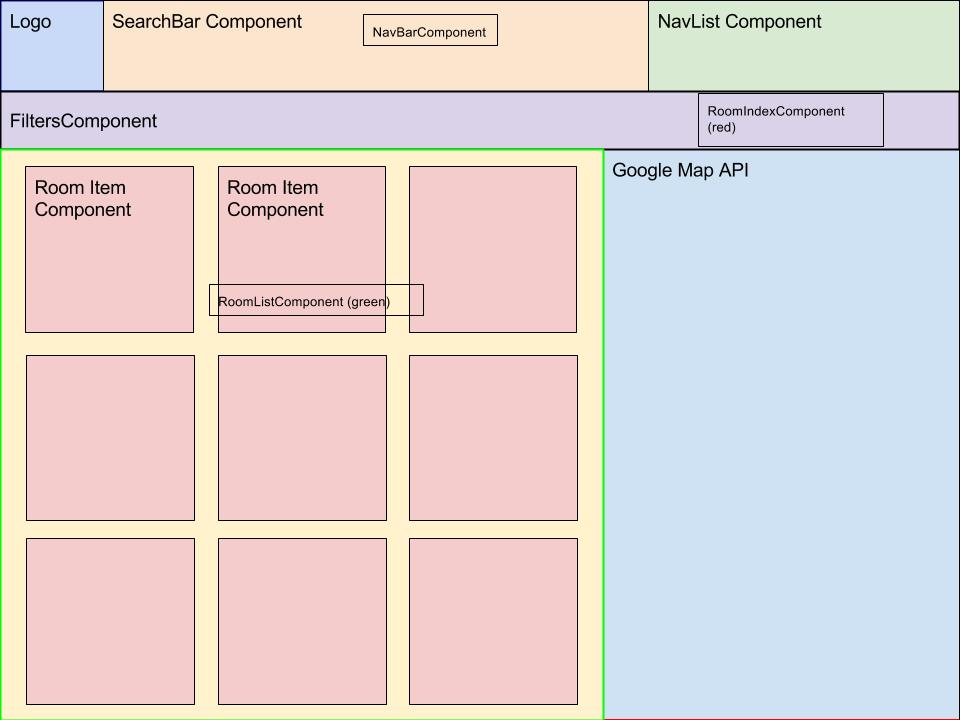 Logo
SearchBar Component
NavBarComponent
NavList Component
FiltersComponent
RoomIndexComponent
(red)
Room Item
Component
Room Item
Component
RoomListComponent (green)
Google Map API